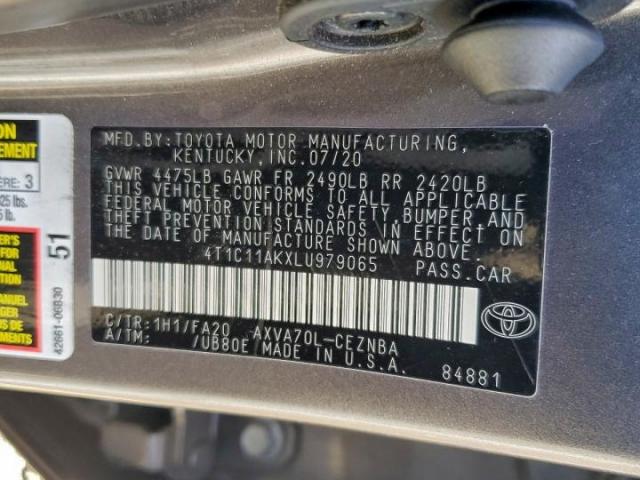 MFD.BY:TOYOTA MOTOR MANUFACTURING,
KENTUCKY,INC.07/20
GVWR 4475LB GAWR FR 2490LB RR 2420LB
THIS VEHICLE CONFORMS TO ALL APPLICABLE
FEDERAL MOTOR VEHICLE SAFETY,BUMPER AND
THEFT PREVENTION STANDARDS IN EFFECT ON
THE DATE OF MANUFACTURE SHOWN ABOVE.
4T1C11AKXLU979065 PASS.CAR
C/TR:1H1/FA20 AXVA70L-CEZNBA
A/TM: /UB80E MADE IN U.S.A.
84881
ERE: 3
lbs.
lb.
51
42661-06B30